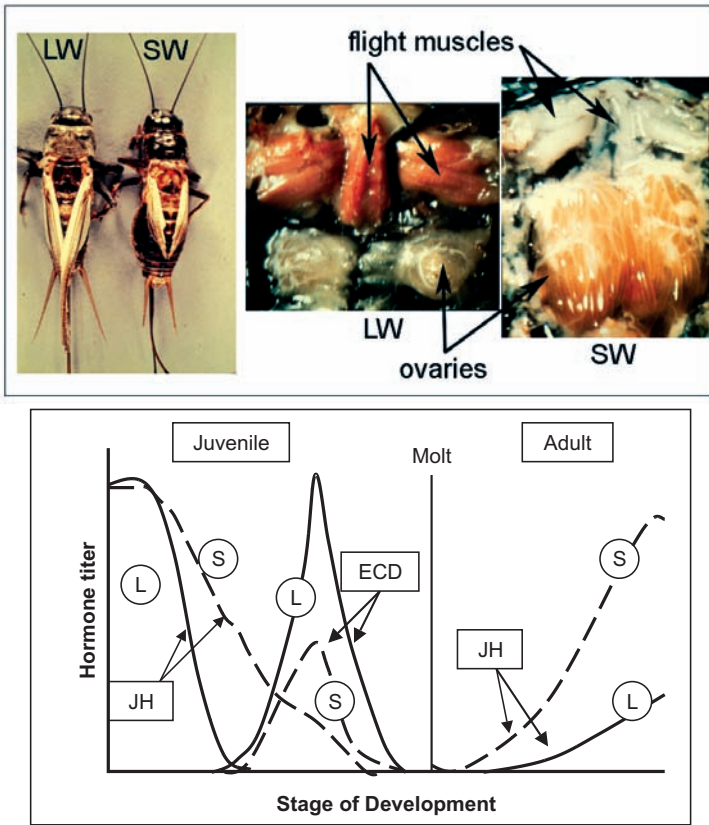 LW SW
flight muscles
LW
SW
ovaries
Juvenile
Molt
Adult
Hormone titer
L
S
L
ECD
S
JH
S
JH
L
Stage of Development